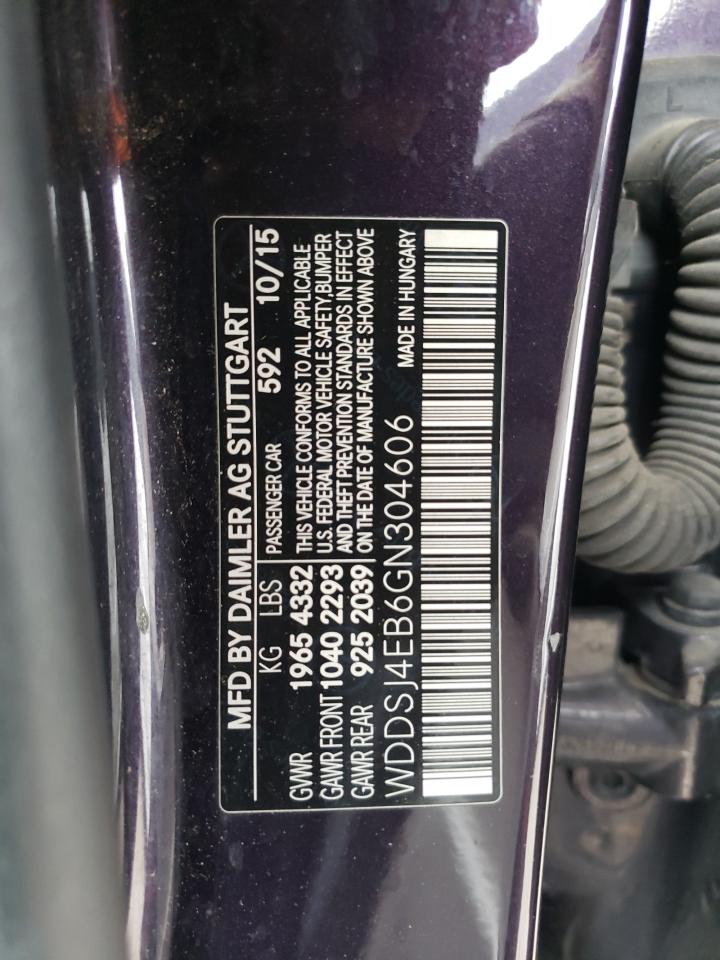 MFD BY DAIMLER AG STUTTGART
KG LBS PASSENGER CAR 592 10/15
GVWR 1965 4332
GAWR FRONT 1040 2293
GAWR REAR 925 2039
THIS VEHICLE CONFORMS TO ALL APPLICABLE
U.S. FEDERAL MOTOR VEHICLE SAFETY, BUMPER
AND THEFT PREVENTION STANDARDS IN EFFECT
ON THE DATE OF MANUFACTURE SHOWN ABOVE
WDDSJ4EB6GN304606 MADE IN HUNGARY